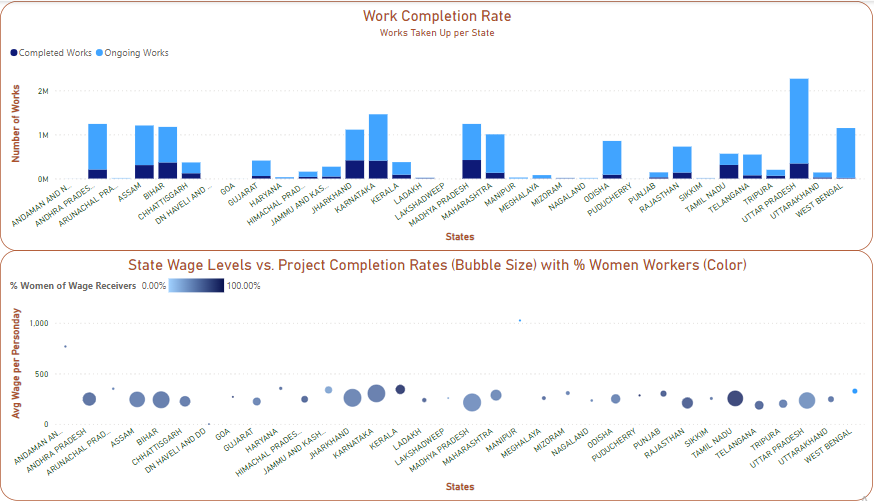 Work Completion Rate
Works Taken Up per State
Completed Works Ongoing Works
Number of Works
2M
1M
0M
ANDAMAN AND N...
ANDHRA PRADES...
ARUNACHAL PRA...
ASSAM
BIHAR
CHHATTISGARH
DN HAVELI AND ...
GOA
GUJARAT
HARYANA
HIMACHAL PRAD...
JAMMU AND KAS...
JHARKHAND
KARNATAKA
KERALA
LADAKH
LAKSHADWEEP
MADHYA PRADESH
MAHARASHTRA
MANIPUR
MEGHALAYA
MIZORAM
NAGALAND
ODISHA
PUDUCHERRY
PUNJAB
RAJASTHAN
SIKKIM
TAMIL NADU
TELANGANA
TRIPURA
UTTAR PRADESH
UTTARAKHAND
WEST BENGAL
States
State Wage Levels vs. Project Completion Rates (Bubble Size) with % Women Workers (Color)
% Women of Wage Receivers 0.00% 100.00%
Avg Wage per Personday
1,000
500
0
ANDAMAN AN...
ANDHRA PRADESH
ARUNACHAL PRAD...
ASSAM
BIHAR
CHHATTISGARH
DN HAVELI AND DD
GOA
GUJARAT
HARYANA
HIMACHAL PRADES...
JAMMU AND KASH...
JHARKHAND
KARNATAKA
KERALA
LADAKH
LAKSHADWEEP
MADHYA PRADESH
MAHARASHTRA
MANIPUR
MEGHALAYA
MIZORAM
NAGALAND
ODISHA
PUDUCHERRY
PUNJAB
RAJASTHAN
SIKKIM
TAMIL NADU
TELANGANA
TRIPURA
UTTAR PRADESH
UTTARAKHAND
WEST BENGAL
States